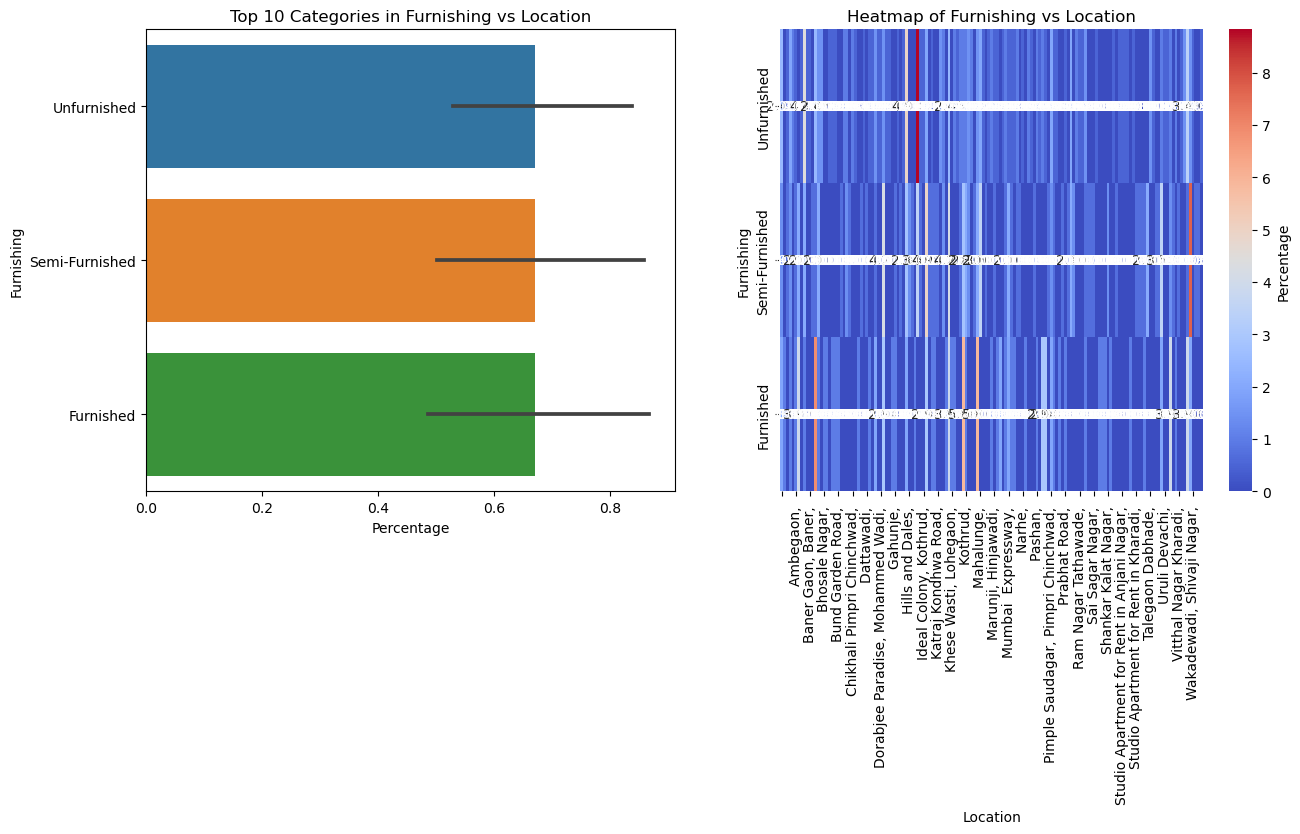 Top 10 Categories in Furnishing vs Location
Unfurnished
Semi-Furnished
Furnished
Furnishing
0.0
0.2
0.4
0.6
0.8
Percentage
Heatmap of Furnishing vs Location
Unfurnished
Semi-Furnished
Furnished
Furnishing
Ambegaon,
Baner Gaon, Baner,
Bhosale Nagar,
Bund Garden Road,
Chikhali Pimpri Chinchwad,
Dattawadi,
Dorabjee Paradise, Mohammed Wadi,
Gahunje,
Hills and Dales,
Ideal Colony, Kothrud,
Katraj Kondhwa Road,
Khese Wasti, Lohegaon,
Kothrud,
Mahalunge,
Marunji, Hinjawadi,
Mumbai  Expressway,
Narhe,
Pashan,
Pimple Saudagar, Pimpri Chinchwad,
Prabhat Road,
Ram Nagar Tathawade,
Sai Sagar Nagar,
Shankar Kalat Nagar,
Studio Apartment for Rent in Anjani Nagar,
Studio Apartment for Rent in Kharadi,
Talegaon Dabhade,
Uruli Devachi,
Vitthal Nagar Kharadi,
Wakadewadi, Shivaji Nagar,
Location
8
7
6
5
4
3
2
1
0
Percentage